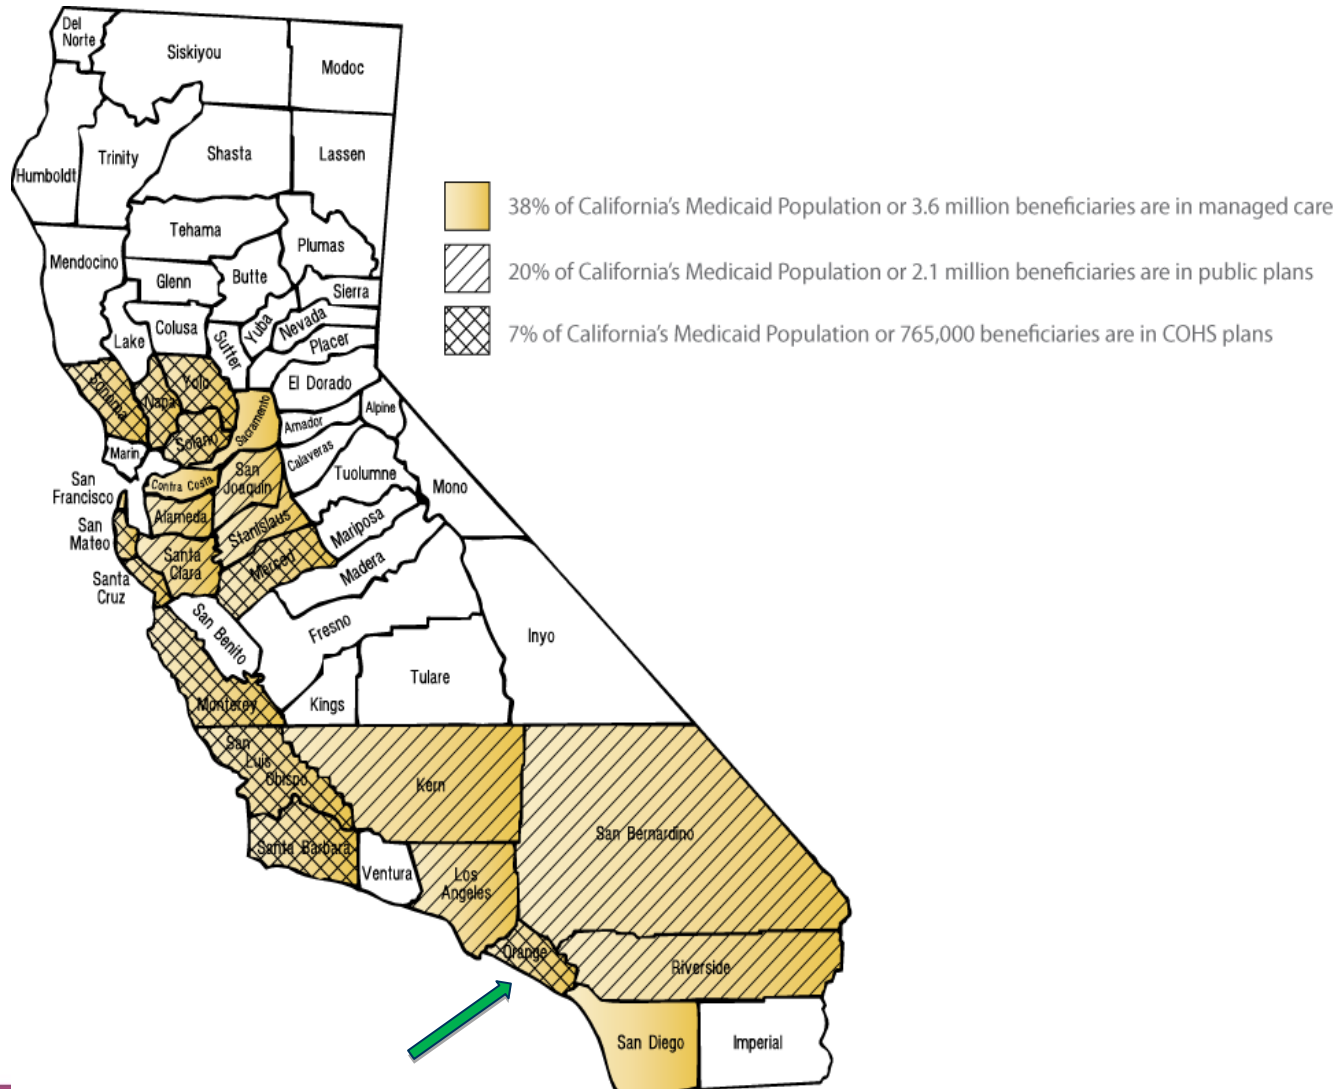 Del
Norte
Siskiyou
Modoc
Humboldt
Trinity
Shasta
Lassen
38% of California's Medicaid Population or 3.6 million beneficiaries are in managed care
20% of California's Medicaid Population or 2.1 million beneficiaries are in public plans
7% of California's Medicaid Population or 765,000 beneficiaries are in COHS plans
Tehama
Plumas
Mendocino
Glenn
Butte
Sierra
Lake
Colusa
Sutter
Yuba
Nevada
Placer
El Dorado
Sonoma
Napa
Yolo
Solano
Sacramento
Amador
Alpine
Marin
Calaveras
Tuolumne
Mono
San
Francisco
Contra Costa
San
Joaquin
San
Mateo
Alameda
Stanislaus
Mariposa
Santa
Cruz
Santa
Clara
Merced
Madera
San Benito
Fresno
Inyo
Monterey
Kings
Tulare
San
Luis
Obispo
Kern
San Bernardino
Santa Barbara
Ventura
Los
Angeles
Orange
Riverside
San Diego
Imperial